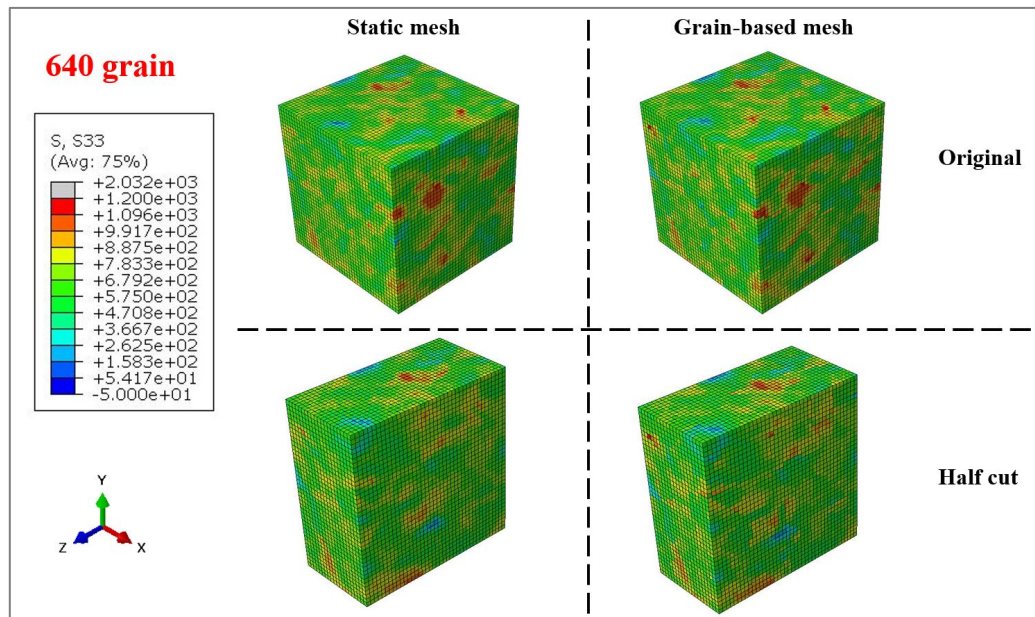 Static mesh
Grain-based mesh
640 grain
Original
S, S33
(Avg: 75%)
+2.032e+03
+1.200e+03
+1.096e+03
+9.917e+02
+8.875e+02
+7.833e+02
+6.792e+02
+5.750e+02
+4.708e+02
+3.667e+02
+2.625e+02
+1.583e+02
+5.417e+01
-5.000e+01
Half cut
Y
Z
X